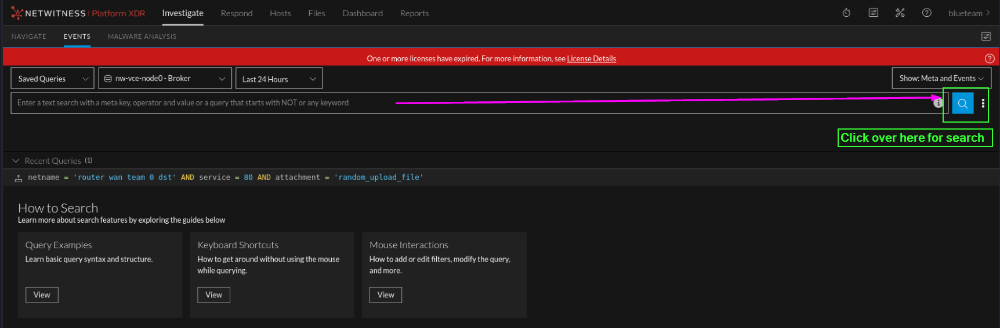 NETWITNESS | Platform XDR Investigate Respond Hosts Files Dashboard Reports blueteam
NAVIGATE EVENTS MALWARE ANALYSIS
One or more licenses have expired. For more information, see License Details
Saved Queries nw-vce-node0 - Broker Last 24 Hours Show: Meta and Events
Enter a text search with a meta key, operator and value or a query that starts with NOT or any keyword
Click over here for search
Recent Queries (1)
netname = 'router wan team 0 dst' AND service = 80 AND attachment = 'random_upload_file'
How to Search
Learn more about search features by exploring the guides below
Query Examples
Learn basic query syntax and structure.
View
Keyboard Shortcuts
How to get around without using the mouse
while querying.
View
Mouse Interactions
How to add or edit filters, modify the query,
and more.
View